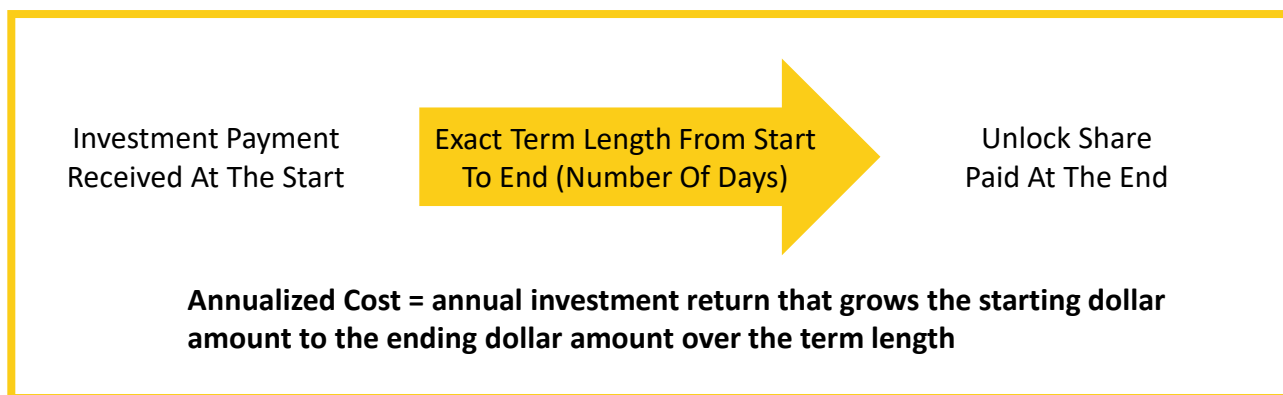 Investment Payment
Received At The Start
Exact Term Length From Start
To End (Number Of Days)
Unlock Share
Paid At The End
Annualized Cost = annual investment return that grows the starting dollar
amount to the ending dollar amount over the term length